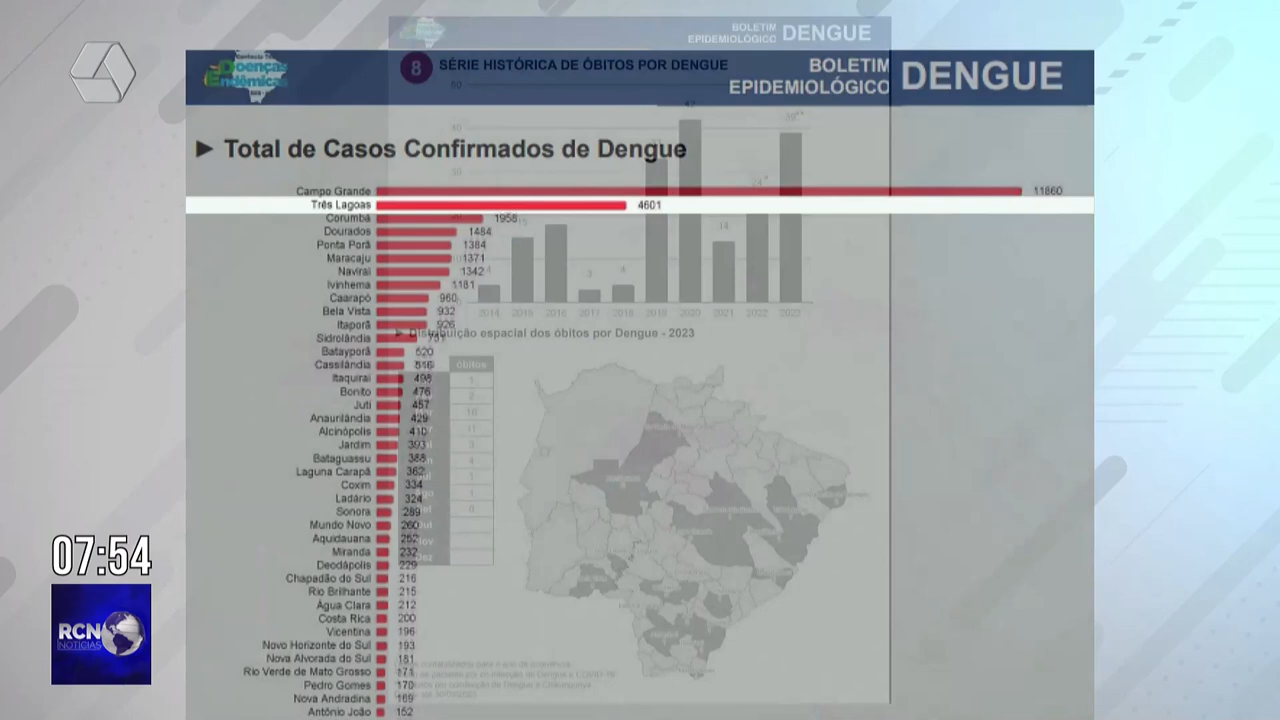 BOLETIM
EPIDEMIOLÓGICO DENGUE
8 SÉRIE HISTÓRICA DE ÓBITOS POR DENGUE
BOLETIM
EPIDEMIOLÓGICO DENGUE
Doenças
Endêmicas
► Total de Casos Confirmados de Dengue
Campo Grande 11860
Três Lagoas 4601
Corumbá 1958
Dourados 1484
Ponta Porã 1384
Maracaju 1371
Naviraí 1342
Ivinhema 1181
Caarapó 960
Bela Vista 932
Itaporã 926
Sidrolândia
Batayporã 520
Cassilândia 516
Itaquiraí 498
Bonito 476
Juti 457
Anaurilândia 429
Alcinópolis 410
Jardim 393
Bataguassu 388
Laguna Carapã 362
Coxim 334
Ladário 324
Sonora 289
Mundo Novo 260
Aquidauana 252
Miranda 232
Deodápolis 229
Chapadão do Sul 216
Rio Brilhante 215
Água Clara 212
Costa Rica 200
Vicentina 196
Novo Horizonte do Sul 193
Nova Alvorada do Sul 181
Rio Verde de Mato Grosso 171
Pedro Gomes 170
Nova Andradina 169
Antônio João 152
2014 2015 2016 2017 2018 2019 2020 2021 2022 2023
► Distribuição espacial dos óbitos por Dengue - 2023
óbitos
07:54
RCN
NOTÍCIAS